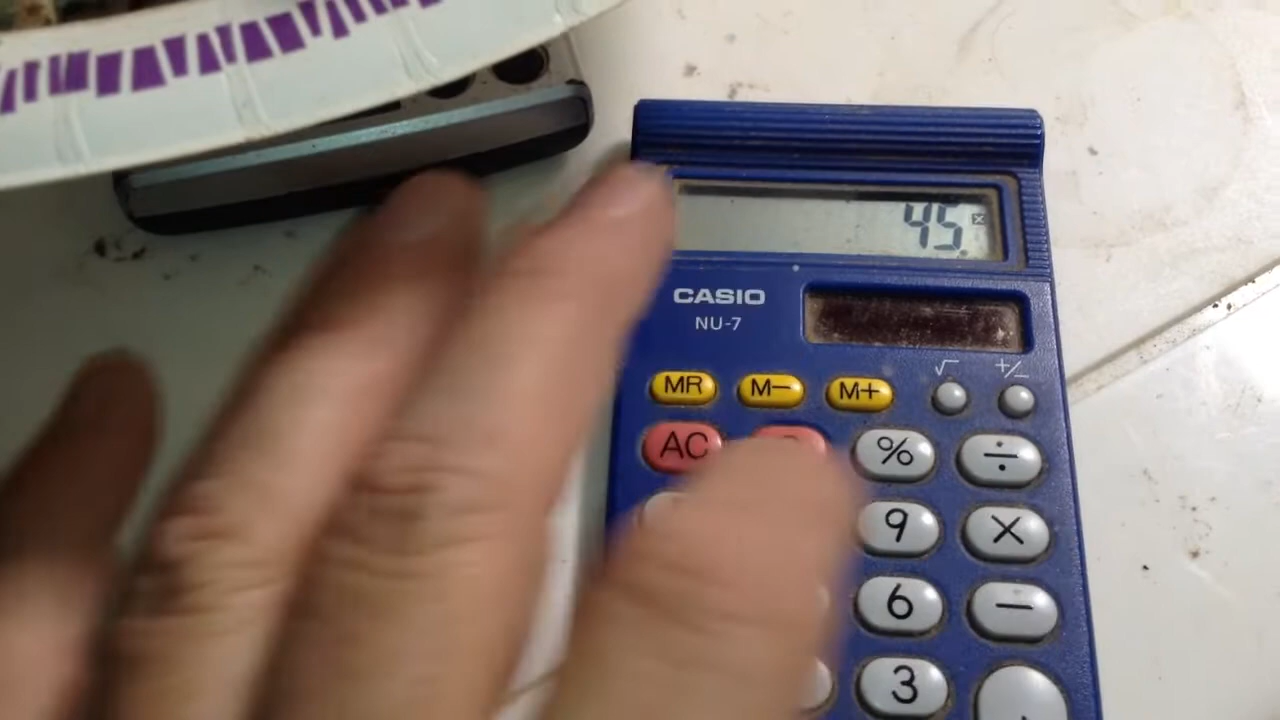 45.
CASIO
NU-7
√ +/−
MR M− M+
AC % ÷
9 ×
6 −
3